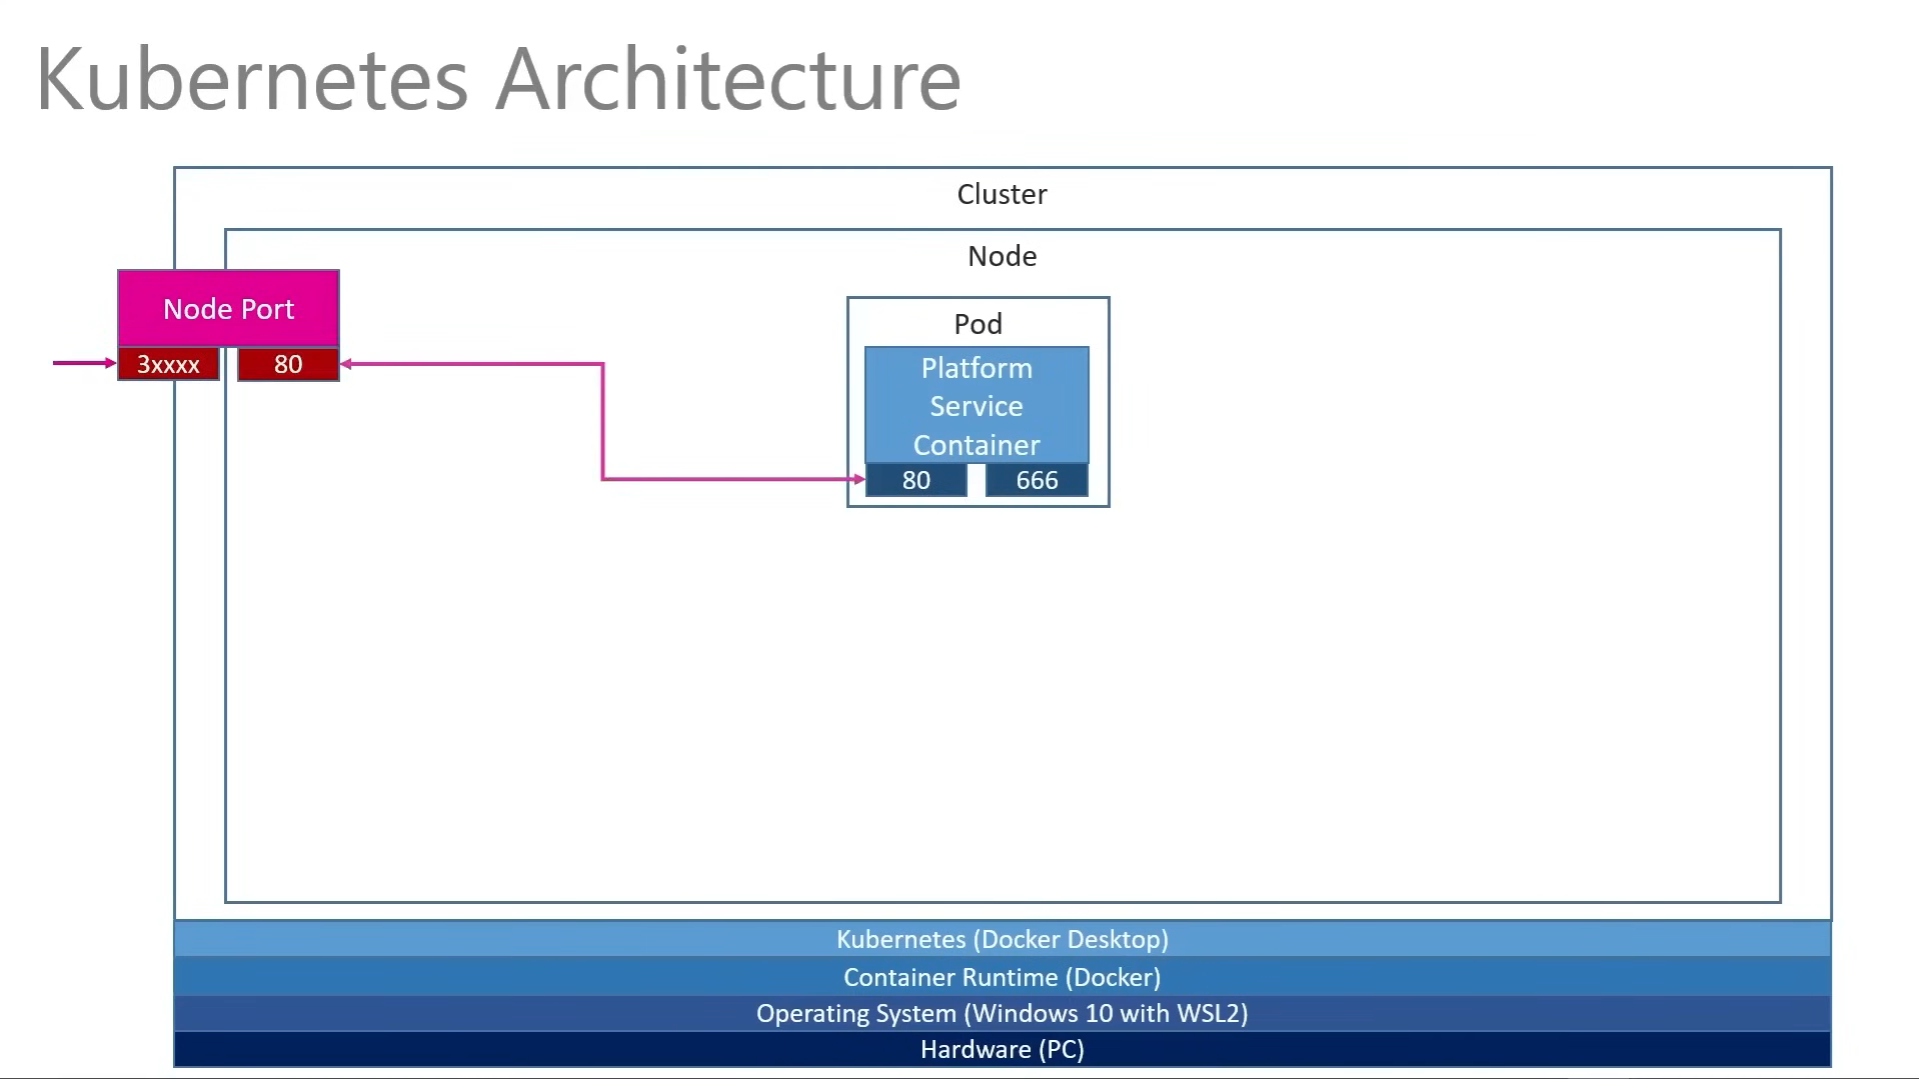 Kubernetes Architecture
Cluster
Node
Node Port
3xxxx
80
Pod
Platform
Service
Container
80
666
Kubernetes (Docker Desktop)
Container Runtime (Docker)
Operating System (Windows 10 with WSL2)
Hardware (PC)